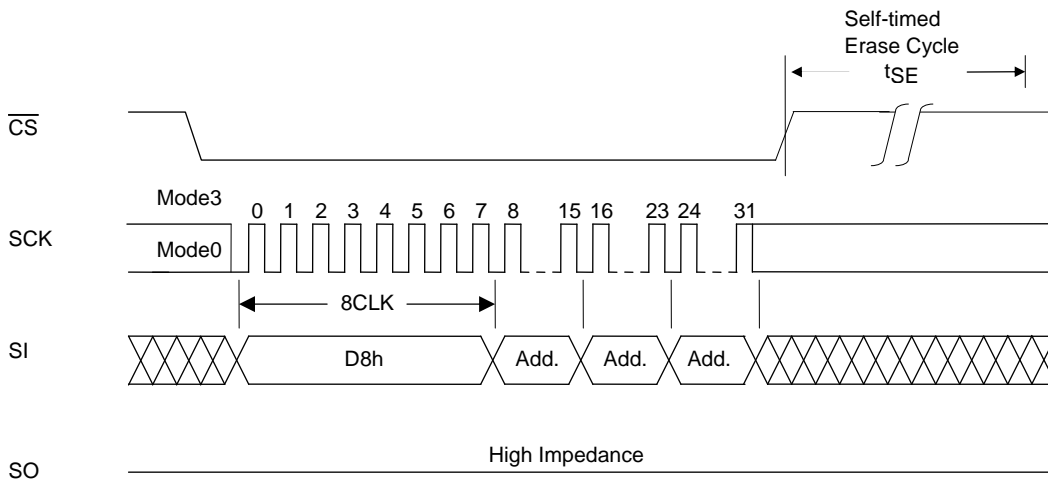 Self-timed
Erase Cycle
tSE
CS
Mode3
0 1 2 3 4 5 6 7 8 15 16 23 24 31
SCK
Mode0
8CLK
SI
D8h Add. Add. Add.
High Impedance
SO